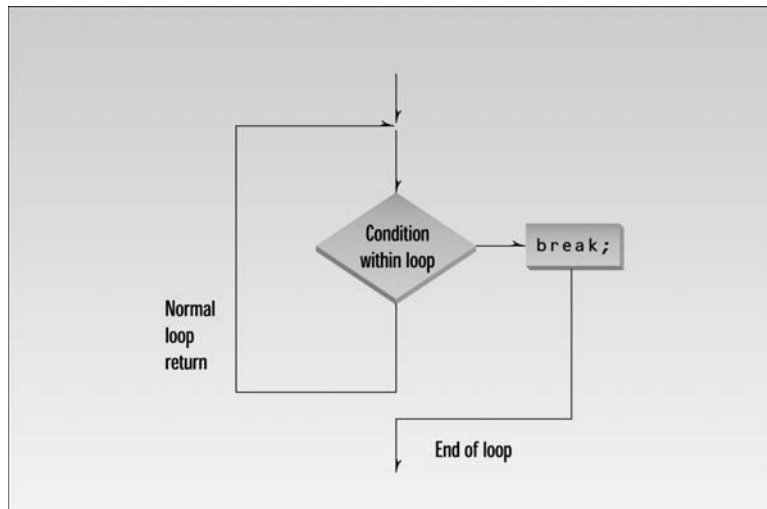 Condition
within loop
break;
Normal
loop
return
End of loop